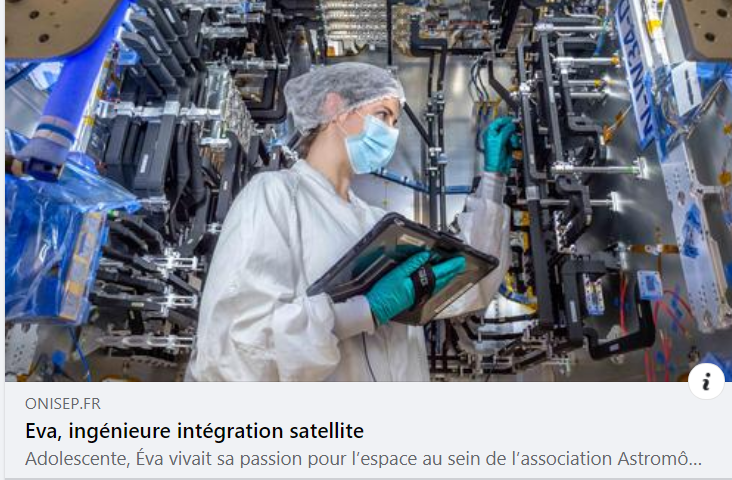 ONISEP.FR
Eva, ingénieure intégration satellite
Adolescente, Éva vivait sa passion pour l’espace au sein de l’association Astromô...